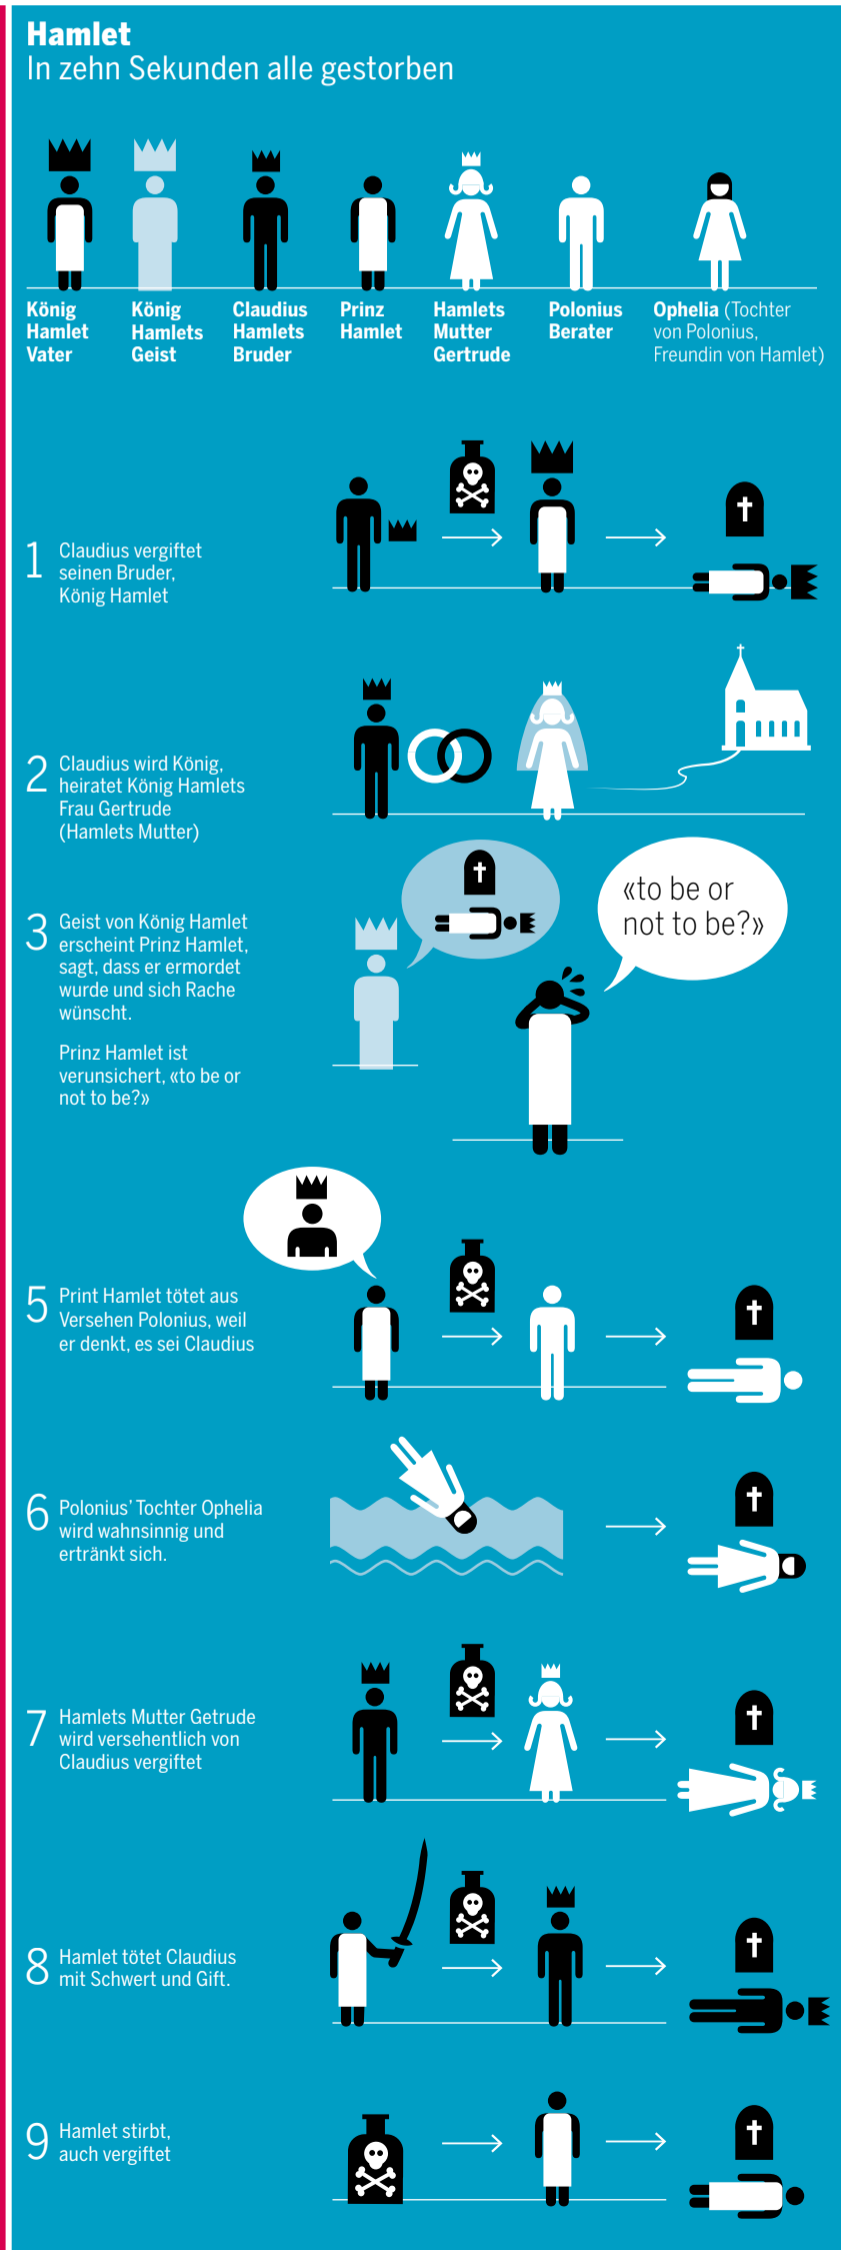 Hamlet
In zehn Sekunden alle gestorben
König
Hamlet
Vater
König
Hamlets
Geist
Claudius
Hamlets
Bruder
Prinz
Hamlet
Hamlets
Mutter
Gertrude
Polonius
Berater
Ophelia (Tochter
von Polonius,
Freundin von Hamlet)
1 Claudius vergiftet
seinen Bruder,
König Hamlet
2 Claudius wird König,
heiratet König Hamlets
Frau Gertrude
(Hamlets Mutter)
3 Geist von König Hamlet
erscheint Prinz Hamlet,
sagt, dass er ermordet
wurde und sich Rache
wünscht.
Prinz Hamlet ist
verunsichert, «to be or
not to be?»
«to be or
not to be?»
5 Print Hamlet tötet aus
Versehen Polonius, weil
er denkt, es sei Claudius
6 Polonius' Tochter Ophelia
wird wahnsinnig und
ertränkt sich.
7 Hamlets Mutter Getrude
wird versehentlich von
Claudius vergiftet
8 Hamlet tötet Claudius
mit Schwert und Gift.
9 Hamlet stirbt,
auch vergiftet